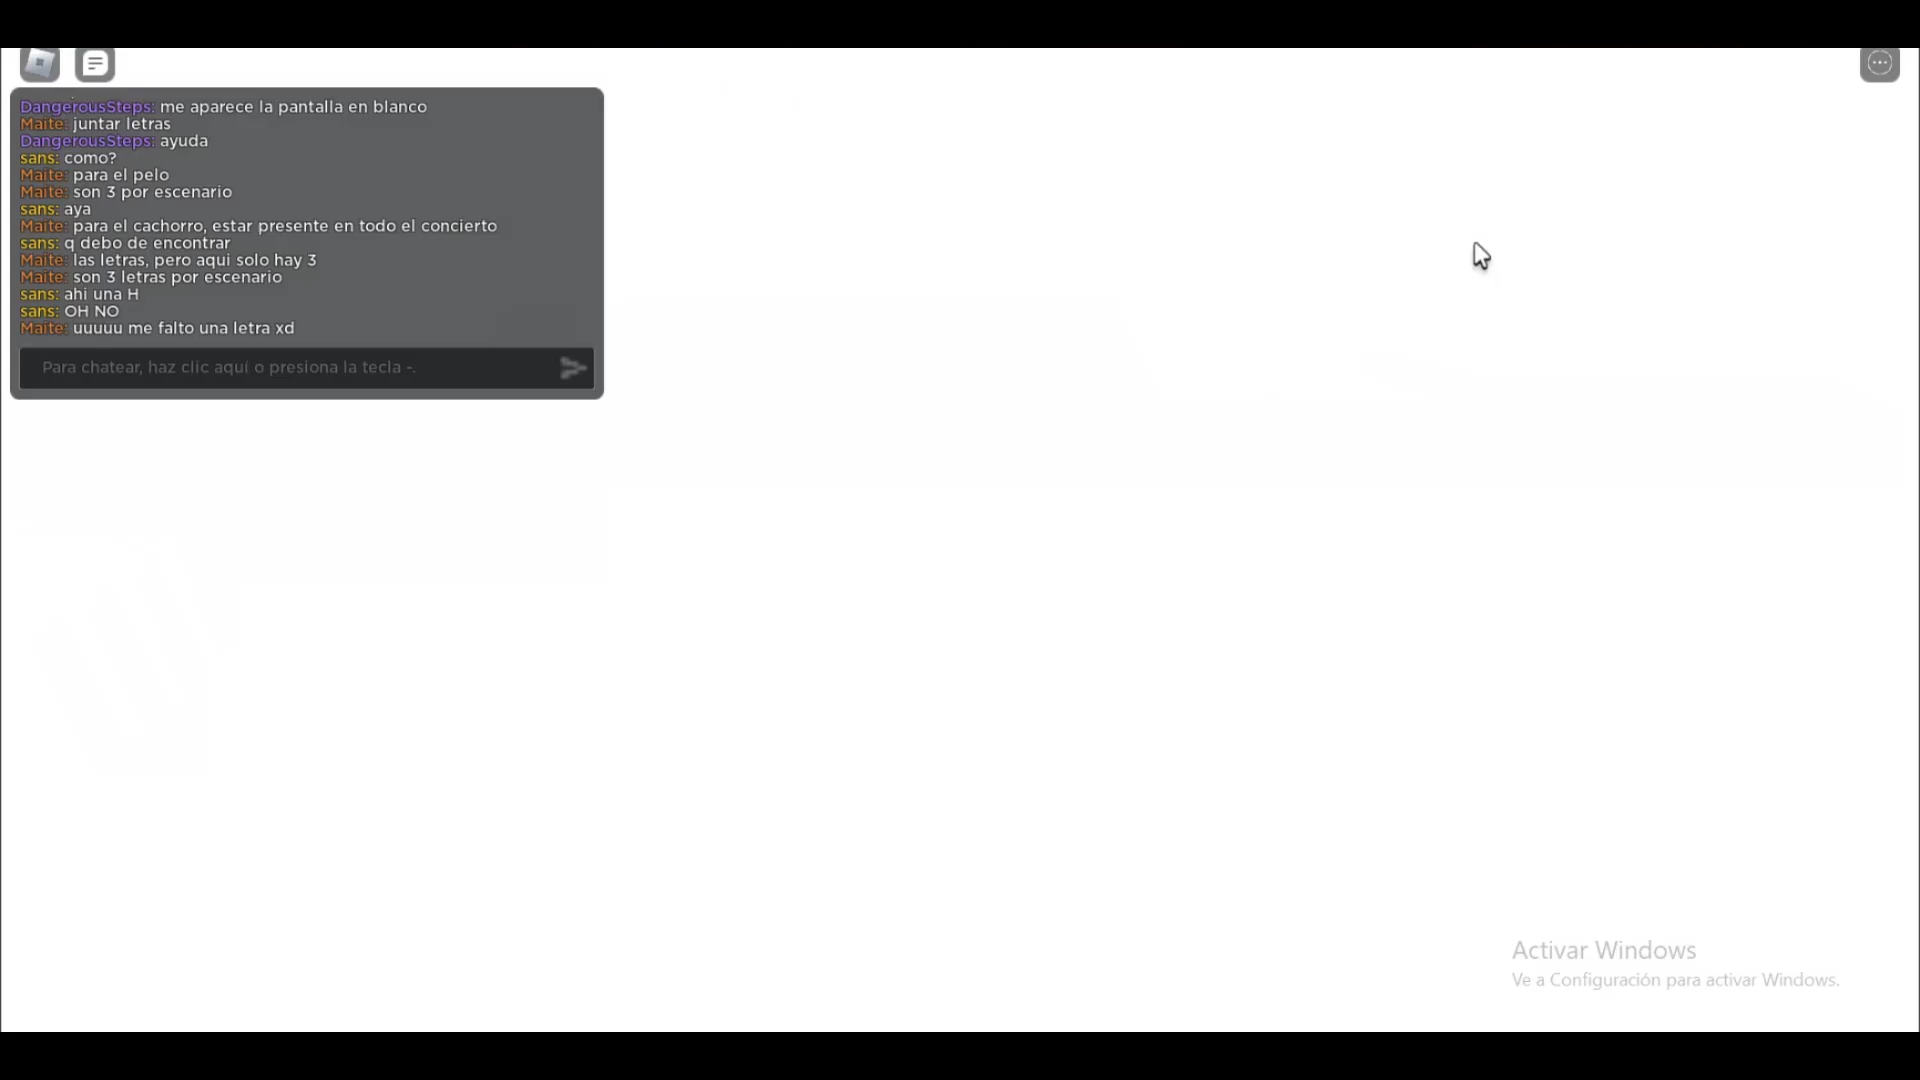 DangerousSteps: me aparece la pantalla en blanco
Maite: juntar letras
DangerousSteps: ayuda
sans: como?
Maite: para el pelo
Maite: son 3 por escenario
sans: aya
Maite: para el cachorro, estar presente en todo el concierto
sans: q debo de encontrar
Maite: las letras, pero aqui solo hay 3
Maite: son 3 letras por escenario
sans: ahi una H
sans: OH NO
Maite: uuuuu me falto una letra xd
Para chatear, haz clic aquí o presiona la tecla -.
Activar Windows
Ve a Configuración para activar Windows.